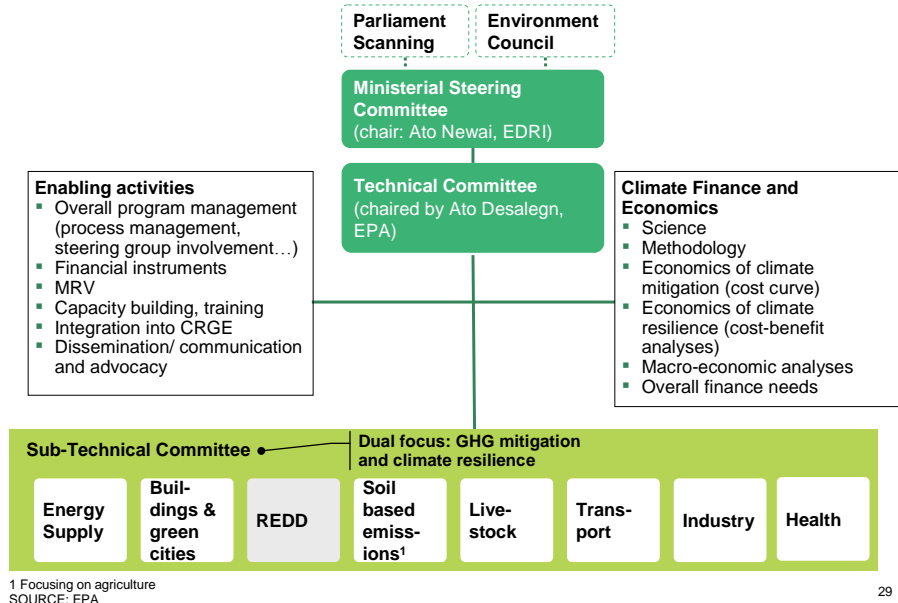 Parliament
Scanning
Environment
Council
Ministerial Steering
Committee
(chair: Ato Newai, EDRI)
Technical Committee
(chaired by Ato Desalegn,
EPA)
Enabling activities
▪ Overall program management
(process management,
steering group involvement…)
▪ Financial instruments
▪ MRV
▪ Capacity building, training
▪ Integration into CRGE
▪ Dissemination/ communication
and advocacy
Climate Finance and
Economics
▪ Science
▪ Methodology
▪ Economics of climate
mitigation (cost curve)
▪ Economics of climate
resilience (cost-benefit
analyses)
▪ Macro-economic analyses
▪ Overall finance needs
Sub-Technical Committee
Dual focus: GHG mitigation
and climate resilience
Energy
Supply
Buil-
dings &
green
cities
REDD
Soil
based
emiss-
ions¹
Live-
stock
Trans-
port
Industry
Health
1 Focusing on agriculture
SOURCE: EPA
29